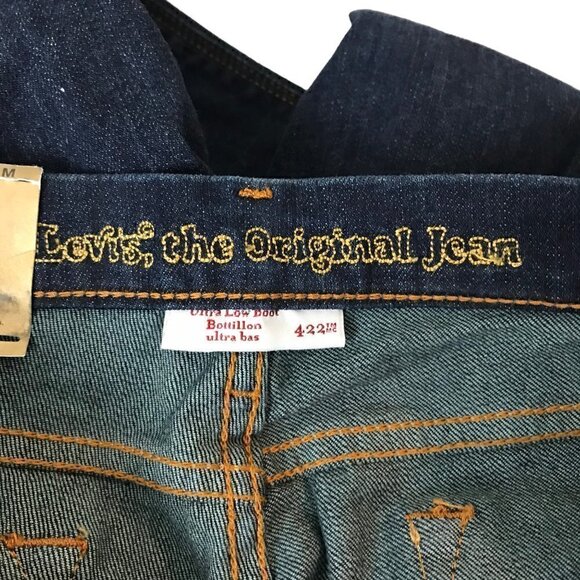 M
Levi's®, the Original Jean
Ultra Low Boot
Bottillon
ultra bas
422